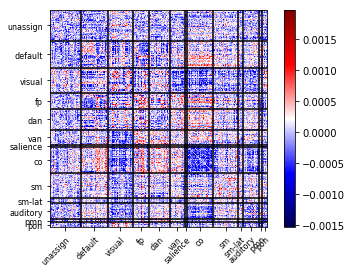 unassign
default
visual
fp
dan
van
salience
co
sm
sm-lat
auditory
pmn
pon
unassign
default
visual
fp
dan
van
salience
co
sm
sm-lat
auditory
0.0015
0.0010
0.0005
0.0000
−0.0005
−0.0010
−0.0015